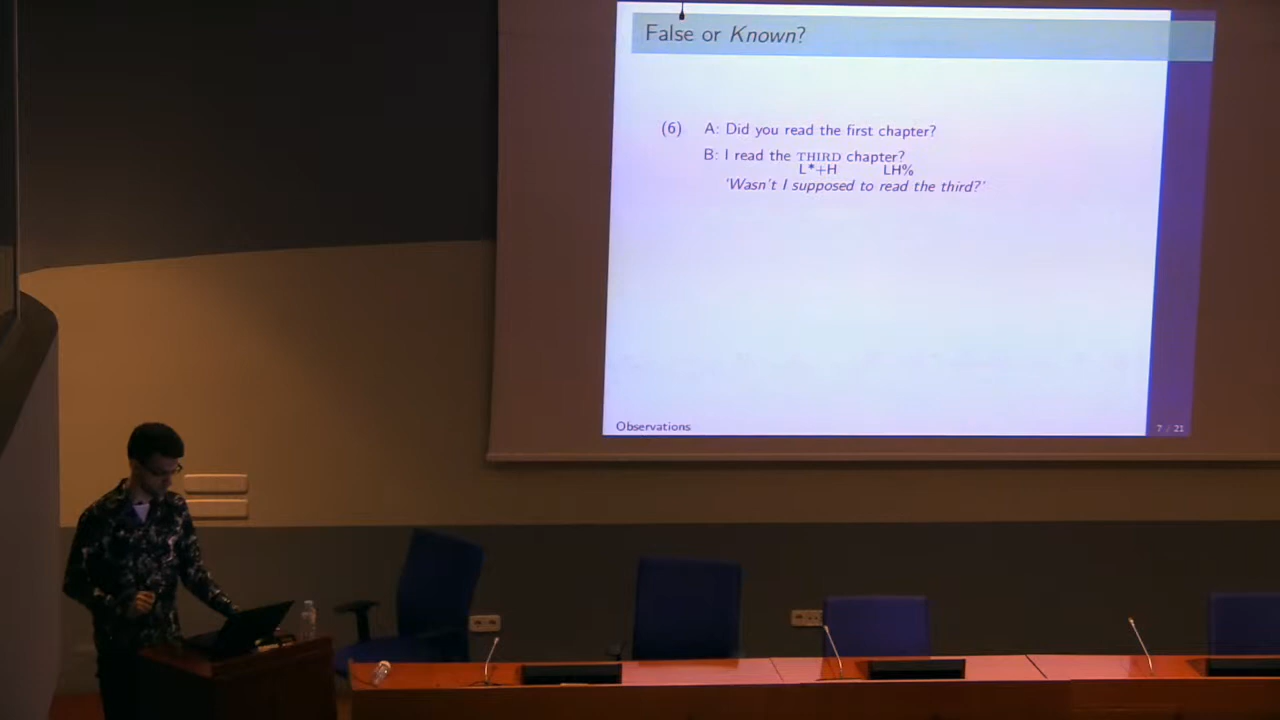 False or Known?
(6) A: Did you read the first chapter?
B: I read the THIRD chapter?
L*+H LH%
'Wasn't I supposed to read the third?'
Observations
7 / 21